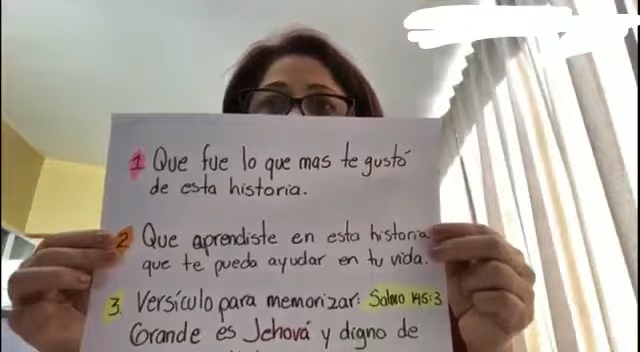 1 Que fue lo que mas te gustó
de esta historia.
2 Que aprendiste en esta historia
que te pueda ayudar en tu vida.
3. Versículo para memorizar: Salmo 145:3
Grande es Jehová y digno de